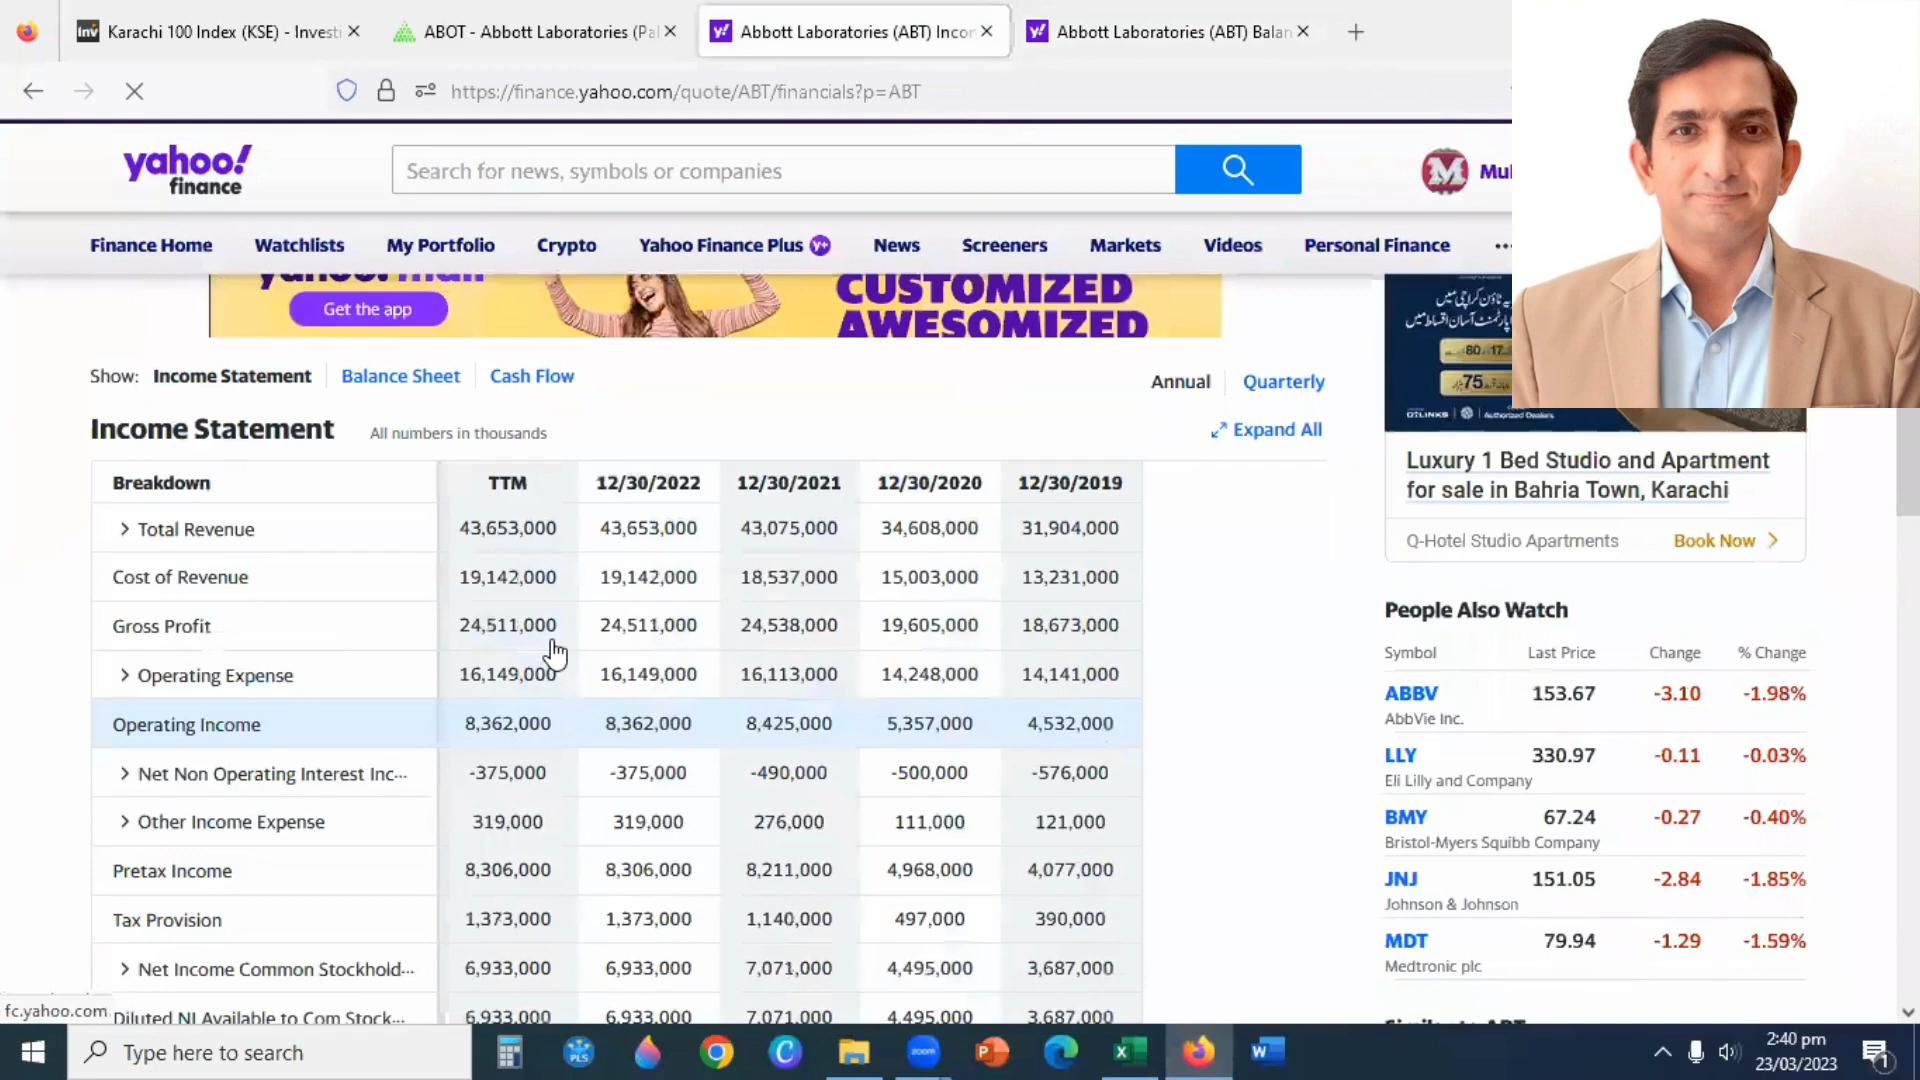 Karachi 100 Index (KSE) - Investi
ABOT - Abbott Laboratories (Pal
Abbott Laboratories (ABT) Incor
Abbott Laboratories (ABT) Balan
https://finance.yahoo.com/quote/ABT/financials?p=ABT
yahoo! finance
Search for news, symbols or companies
M Mul
Finance Home Watchlists My Portfolio Crypto Yahoo Finance Plus y+ News Screeners Markets Videos Personal Finance ...
yahoo! mail
Get the app
CUSTOMIZED
AWESOMIZED
Show: Income Statement Balance Sheet Cash Flow
Annual Quarterly
Income Statement All numbers in thousands
Expand All
Breakdown TTM 12/30/2022 12/30/2021 12/30/2020 12/30/2019
Total Revenue 43,653,000 43,653,000 43,075,000 34,608,000 31,904,000
Cost of Revenue 19,142,000 19,142,000 18,537,000 15,003,000 13,231,000
Gross Profit 24,511,000 24,511,000 24,538,000 19,605,000 18,673,000
Operating Expense 16,149,000 16,149,000 16,113,000 14,248,000 14,141,000
Operating Income 8,362,000 8,362,000 8,425,000 5,357,000 4,532,000
Net Non Operating Interest Inc... -375,000 -375,000 -490,000 -500,000 -576,000
Other Income Expense 319,000 319,000 276,000 111,000 121,000
Pretax Income 8,306,000 8,306,000 8,211,000 4,968,000 4,077,000
Tax Provision 1,373,000 1,373,000 1,140,000 497,000 390,000
Net Income Common Stockhold... 6,933,000 6,933,000 7,071,000 4,495,000 3,687,000
Diluted NI Available to Com Stock... 6,933,000 6,933,000 7,071,000 4,495,000 3,687,000
Authorized Dealers
Luxury 1 Bed Studio and Apartment
for sale in Bahria Town, Karachi
Q-Hotel Studio Apartments Book Now
People Also Watch
Symbol Last Price Change % Change
ABBV 153.67 -3.10 -1.98%
AbbVie Inc.
LLY 330.97 -0.11 -0.03%
Eli Lilly and Company
BMY 67.24 -0.27 -0.40%
Bristol-Myers Squibb Company
JNJ 151.05 -2.84 -1.85%
Johnson & Johnson
MDT 79.94 -1.29 -1.59%
Medtronic plc
Similar to ABT
fc.yahoo.com
Type here to search
PLS
zoom
2:40 pm
23/03/2023
1